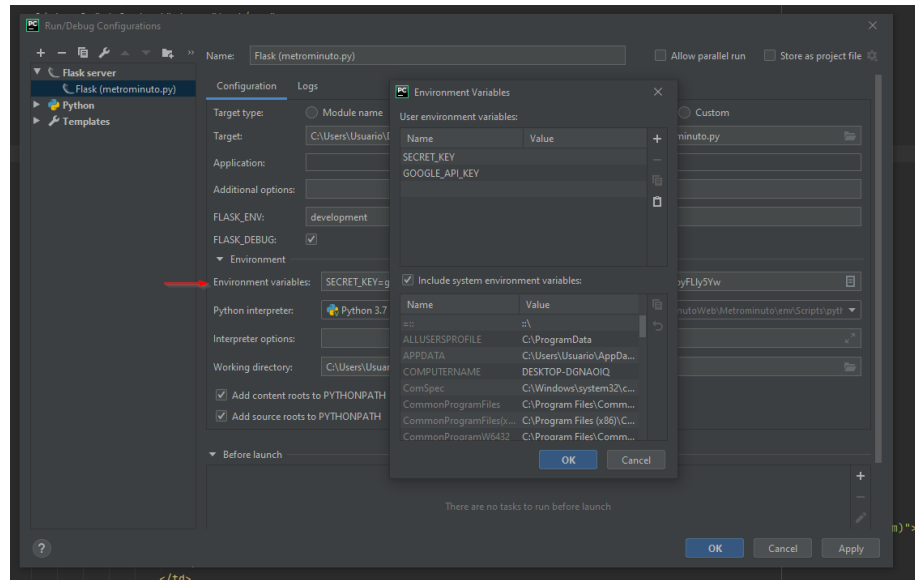 Run/Debug Configurations
Name: Flask (metrominuto.py) Allow parallel run Store as project file
Flask server
Flask (metrominuto.py)
Python
Templates
Configuration Logs
Target type: Module name Custom
Target: C:\Users\Usuario\ minuto.py
Application:
Additional options:
FLASK_ENV: development
FLASK_DEBUG:
Environment
Environment variables: SECRET_KEY=g yFLIy5Yw
Python interpreter: Python 3.7 nutoWeb\Metrominuto\env\Scripts\pyt
Interpreter options:
Working directory: C:\Users\Usuar
Add content roots to PYTHONPATH
Add source roots to PYTHONPATH
Before launch
There are no tasks to run before launch
OK Cancel Apply
Environment Variables
User environment variables:
Name Value
SECRET_KEY
GOOGLE_API_KEY
Include system environment variables:
Name Value
=:: ::\
ALLUSERSPROFILE C:\ProgramData
APPDATA C:\Users\Usuario\AppDa...
COMPUTERNAME DESKTOP-DGNAOIQ
ComSpec C:\Windows\system32\c...
CommonProgramFiles C:\Program Files\Comm...
CommonProgramFiles(x... C:\Program Files (x86)\C...
CommonProgramW6432 C:\Program Files\Comm...
OK Cancel
m)">
</td>